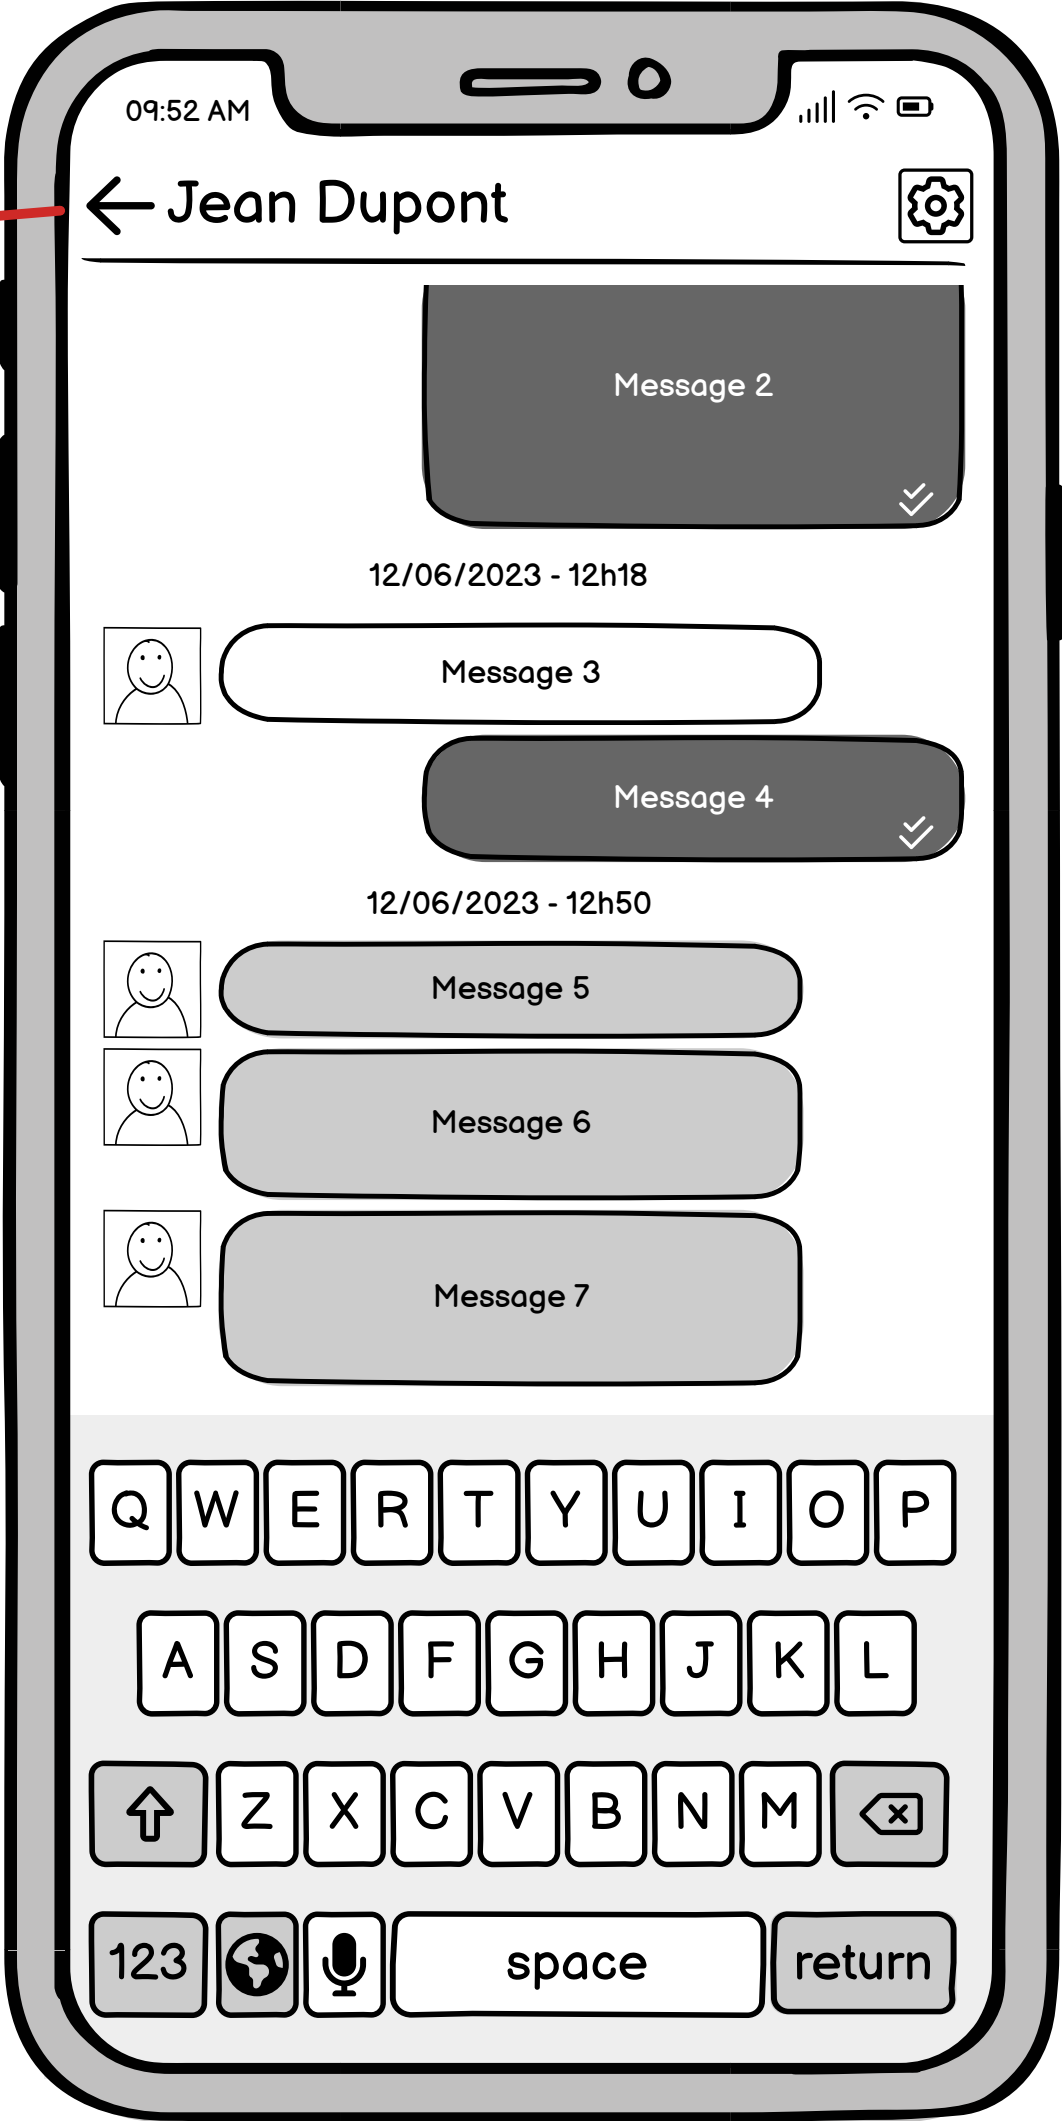 09:52 AM
Jean Dupont
Message 2
12/06/2023 - 12h18
Message 3
Message 4
12/06/2023 - 12h50
Message 5
Message 6
Message 7
Q W E R T Y U I O P
A S D F G H J K L
Z X C V B N M
123 space return